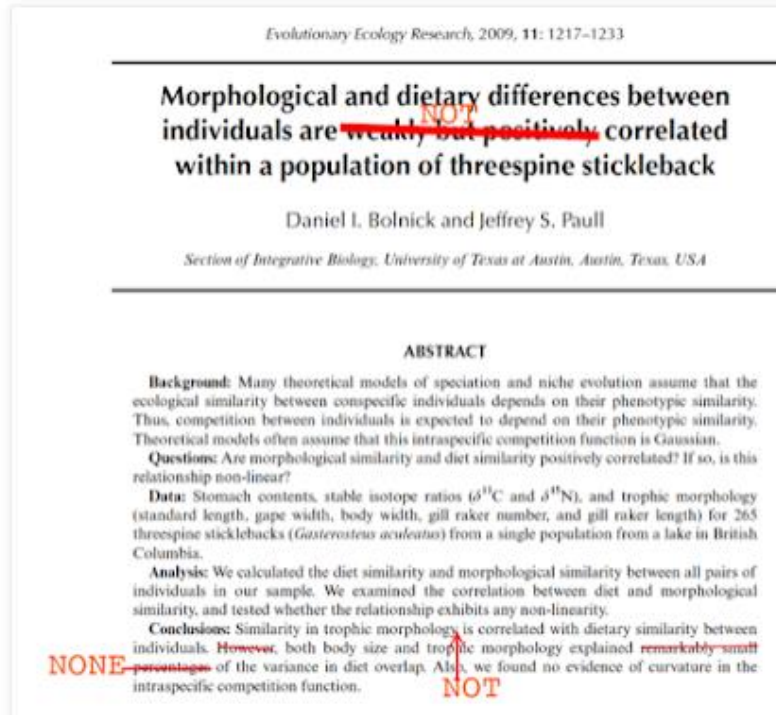 Evolutionary Ecology Research, 2009, 11: 1217–1233
Morphological and dietary differences between
NOT
individuals are weakly but positively correlated
within a population of threespine stickleback
Daniel I. Bolnick and Jeffrey S. Paull
Section of Integrative Biology, University of Texas at Austin, Austin, Texas, USA
ABSTRACT
Background: Many theoretical models of speciation and niche evolution assume that the
ecological similarity between conspecific individuals depends on their phenotypic similarity.
Thus, competition between individuals is expected to depend on their phenotypic similarity.
Theoretical models often assume that this intraspecific competition function is Gaussian.
Questions: Are morphological similarity and diet similarity positively correlated? If so, is this
relationship non-linear?
Data: Stomach contents, stable isotope ratios (δ¹³C and δ¹⁵N), and trophic morphology
(standard length, gape width, body width, gill raker number, and gill raker length) for 265
threespine sticklebacks (Gasterosteus aculeatus) from a single population from a lake in British
Columbia.
Analysis: We calculated the diet similarity and morphological similarity between all pairs of
individuals in our sample. We examined the correlation between diet and morphological
similarity, and tested whether the relationship exhibits any non-linearity.
Conclusions: Similarity in trophic morphology is correlated with dietary similarity between
individuals. However, both body size and trophic morphology explained remarkably small
NONE percentages of the variance in diet overlap. Also, we found no evidence of curvature in the
NOT
intraspecific competition function.